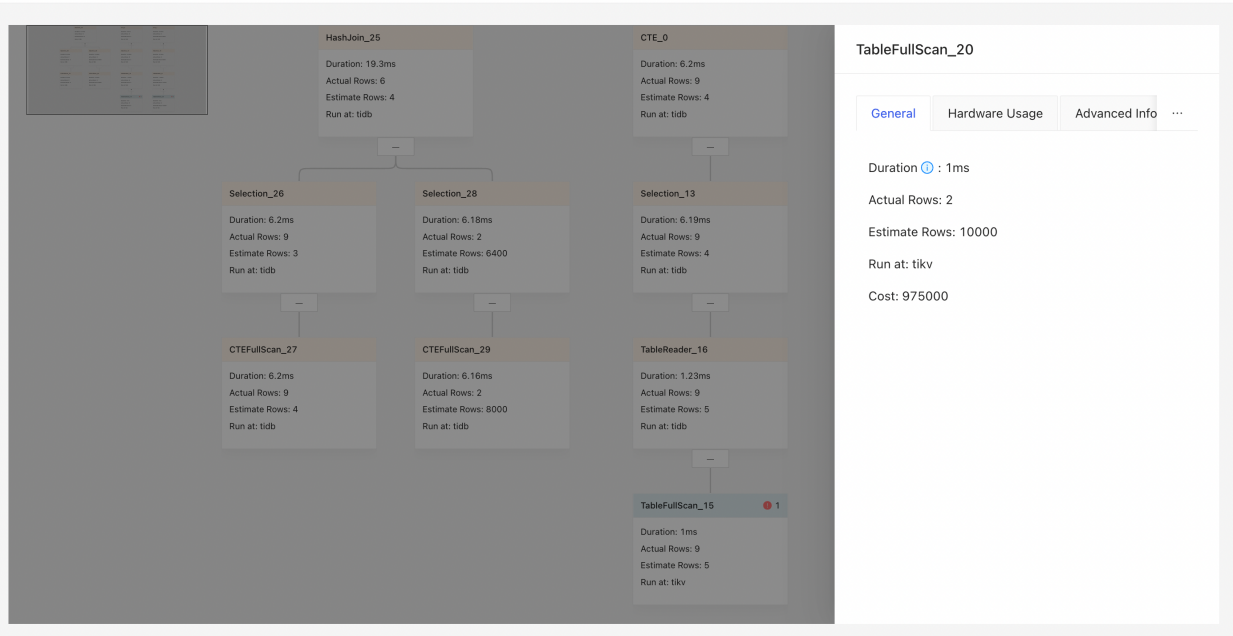 HashJoin_25
Duration: 19.3ms
Actual Rows: 6
Estimate Rows: 4
Run at: tidb
CTE_0
Duration: 6.2ms
Actual Rows: 9
Estimate Rows: 4
Run at: tidb
Selection_26
Duration: 6.2ms
Actual Rows: 9
Estimate Rows: 3
Run at: tidb
Selection_28
Duration: 6.18ms
Actual Rows: 2
Estimate Rows: 6400
Run at: tidb
Selection_13
Duration: 6.19ms
Actual Rows: 9
Estimate Rows: 4
Run at: tidb
CTEFullScan_27
Duration: 6.2ms
Actual Rows: 9
Estimate Rows: 4
Run at: tidb
CTEFullScan_29
Duration: 6.16ms
Actual Rows: 2
Estimate Rows: 8000
Run at: tidb
TableReader_16
Duration: 1.23ms
Actual Rows: 9
Estimate Rows: 5
Run at: tidb
TableFullScan_15 1
Duration: 1ms
Actual Rows: 9
Estimate Rows: 5
Run at: tikv
TableFullScan_20
General Hardware Usage Advanced Info ...
Duration : 1ms
Actual Rows: 2
Estimate Rows: 10000
Run at: tikv
Cost: 975000